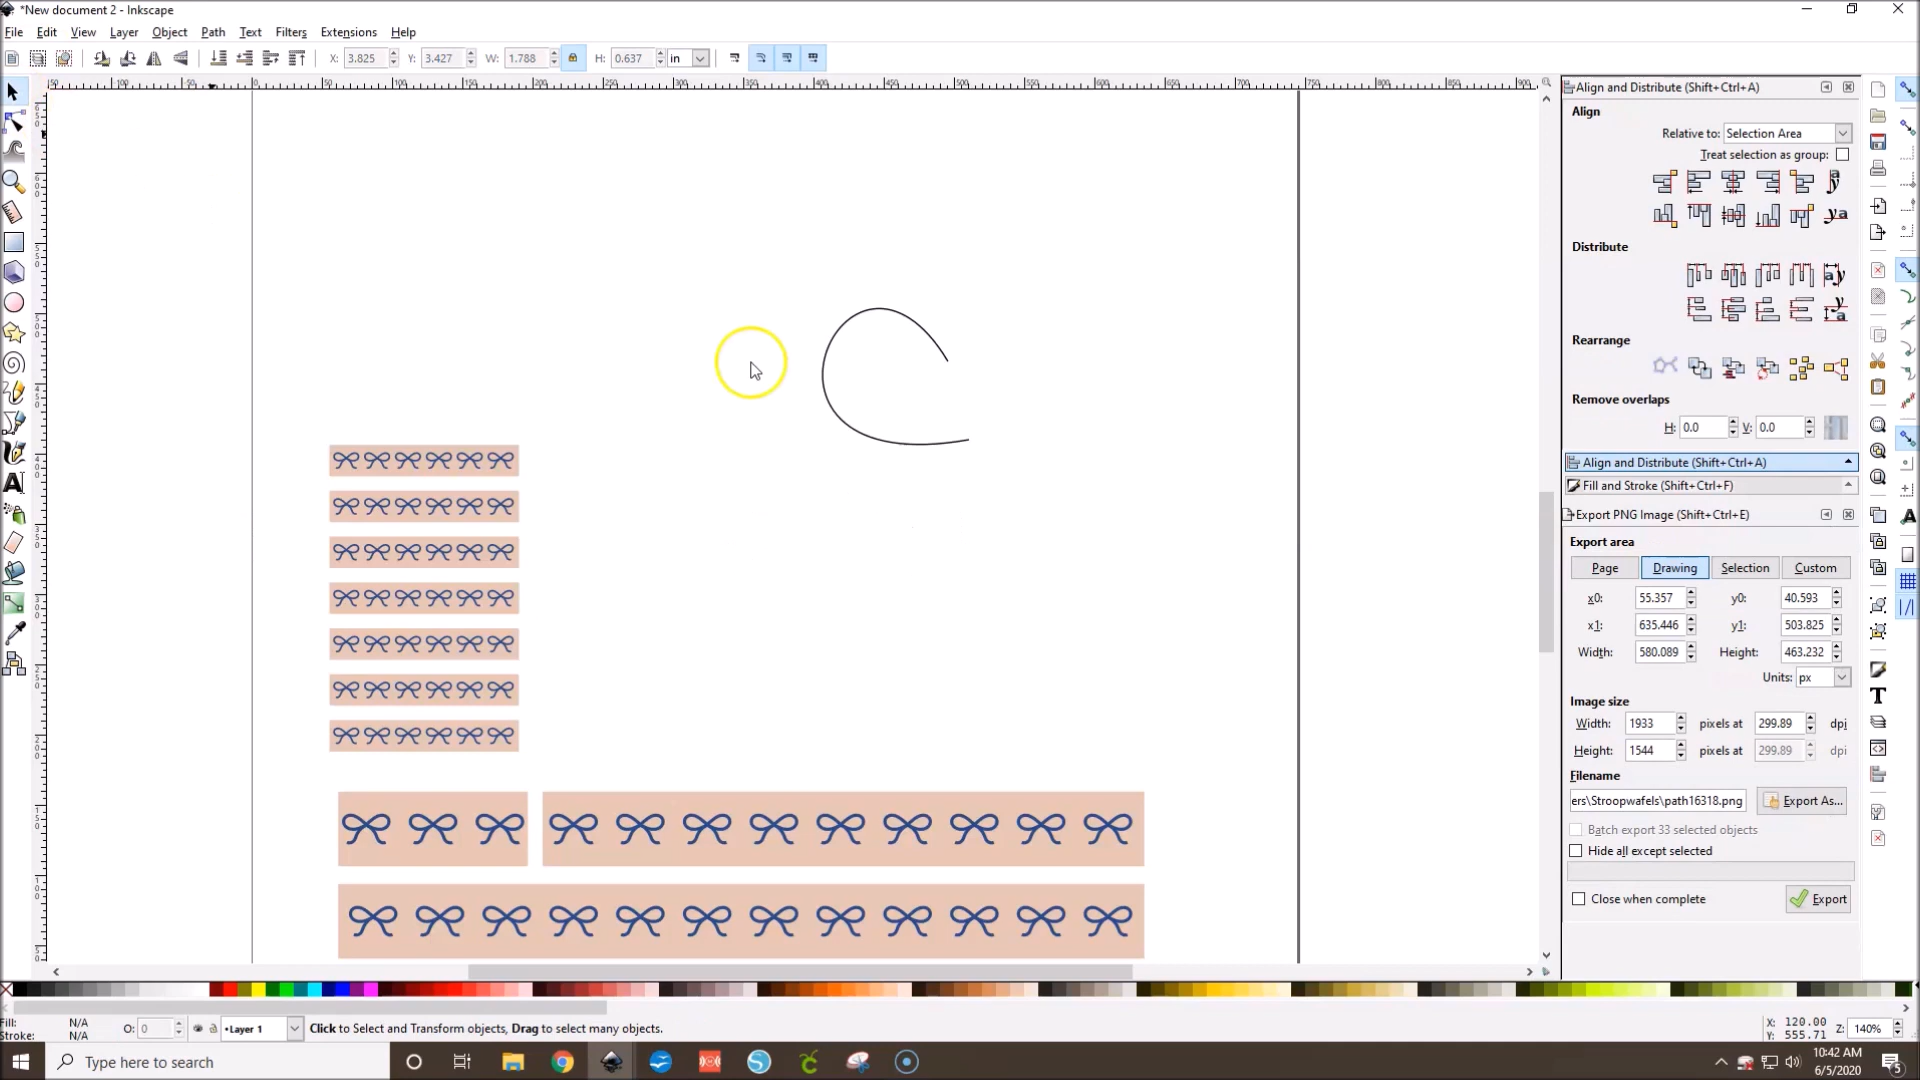 *New document 2 - Inkscape
File Edit View Layer Object Path Text Filters Extensions Help
X: 3.825 Y: 3.427 W: 1.788 H: 0.637 in
Align and Distribute (Shift+Ctrl+A)
Align
Relative to: Selection Area
Treat selection as group:
Distribute
Rearrange
Remove overlaps
H: 0.0 V: 0.0
Align and Distribute (Shift+Ctrl+A)
Fill and Stroke (Shift+Ctrl+F)
Export PNG Image (Shift+Ctrl+E)
Export area
Page Drawing Selection Custom
x0: 55.357 y0: 40.593
x1: 635.446 y1: 503.825
Width: 580.089 Height: 463.232
Units: px
Image size
Width: 1933 pixels at 299.89 dpi
Height: 1544 pixels at 299.89 dpi
Filename
ers\Stroopwafels\path16318.png Export As...
Batch export 33 selected objects
Hide all except selected
Close when complete Export
Fill: N/A
Stroke: N/A
O: 0 •Layer 1 Click to Select and Transform objects, Drag to select many objects.
X: 120.00
Y: 555.71
Z: 140%
Type here to search
10:42 AM
6/5/2020
5